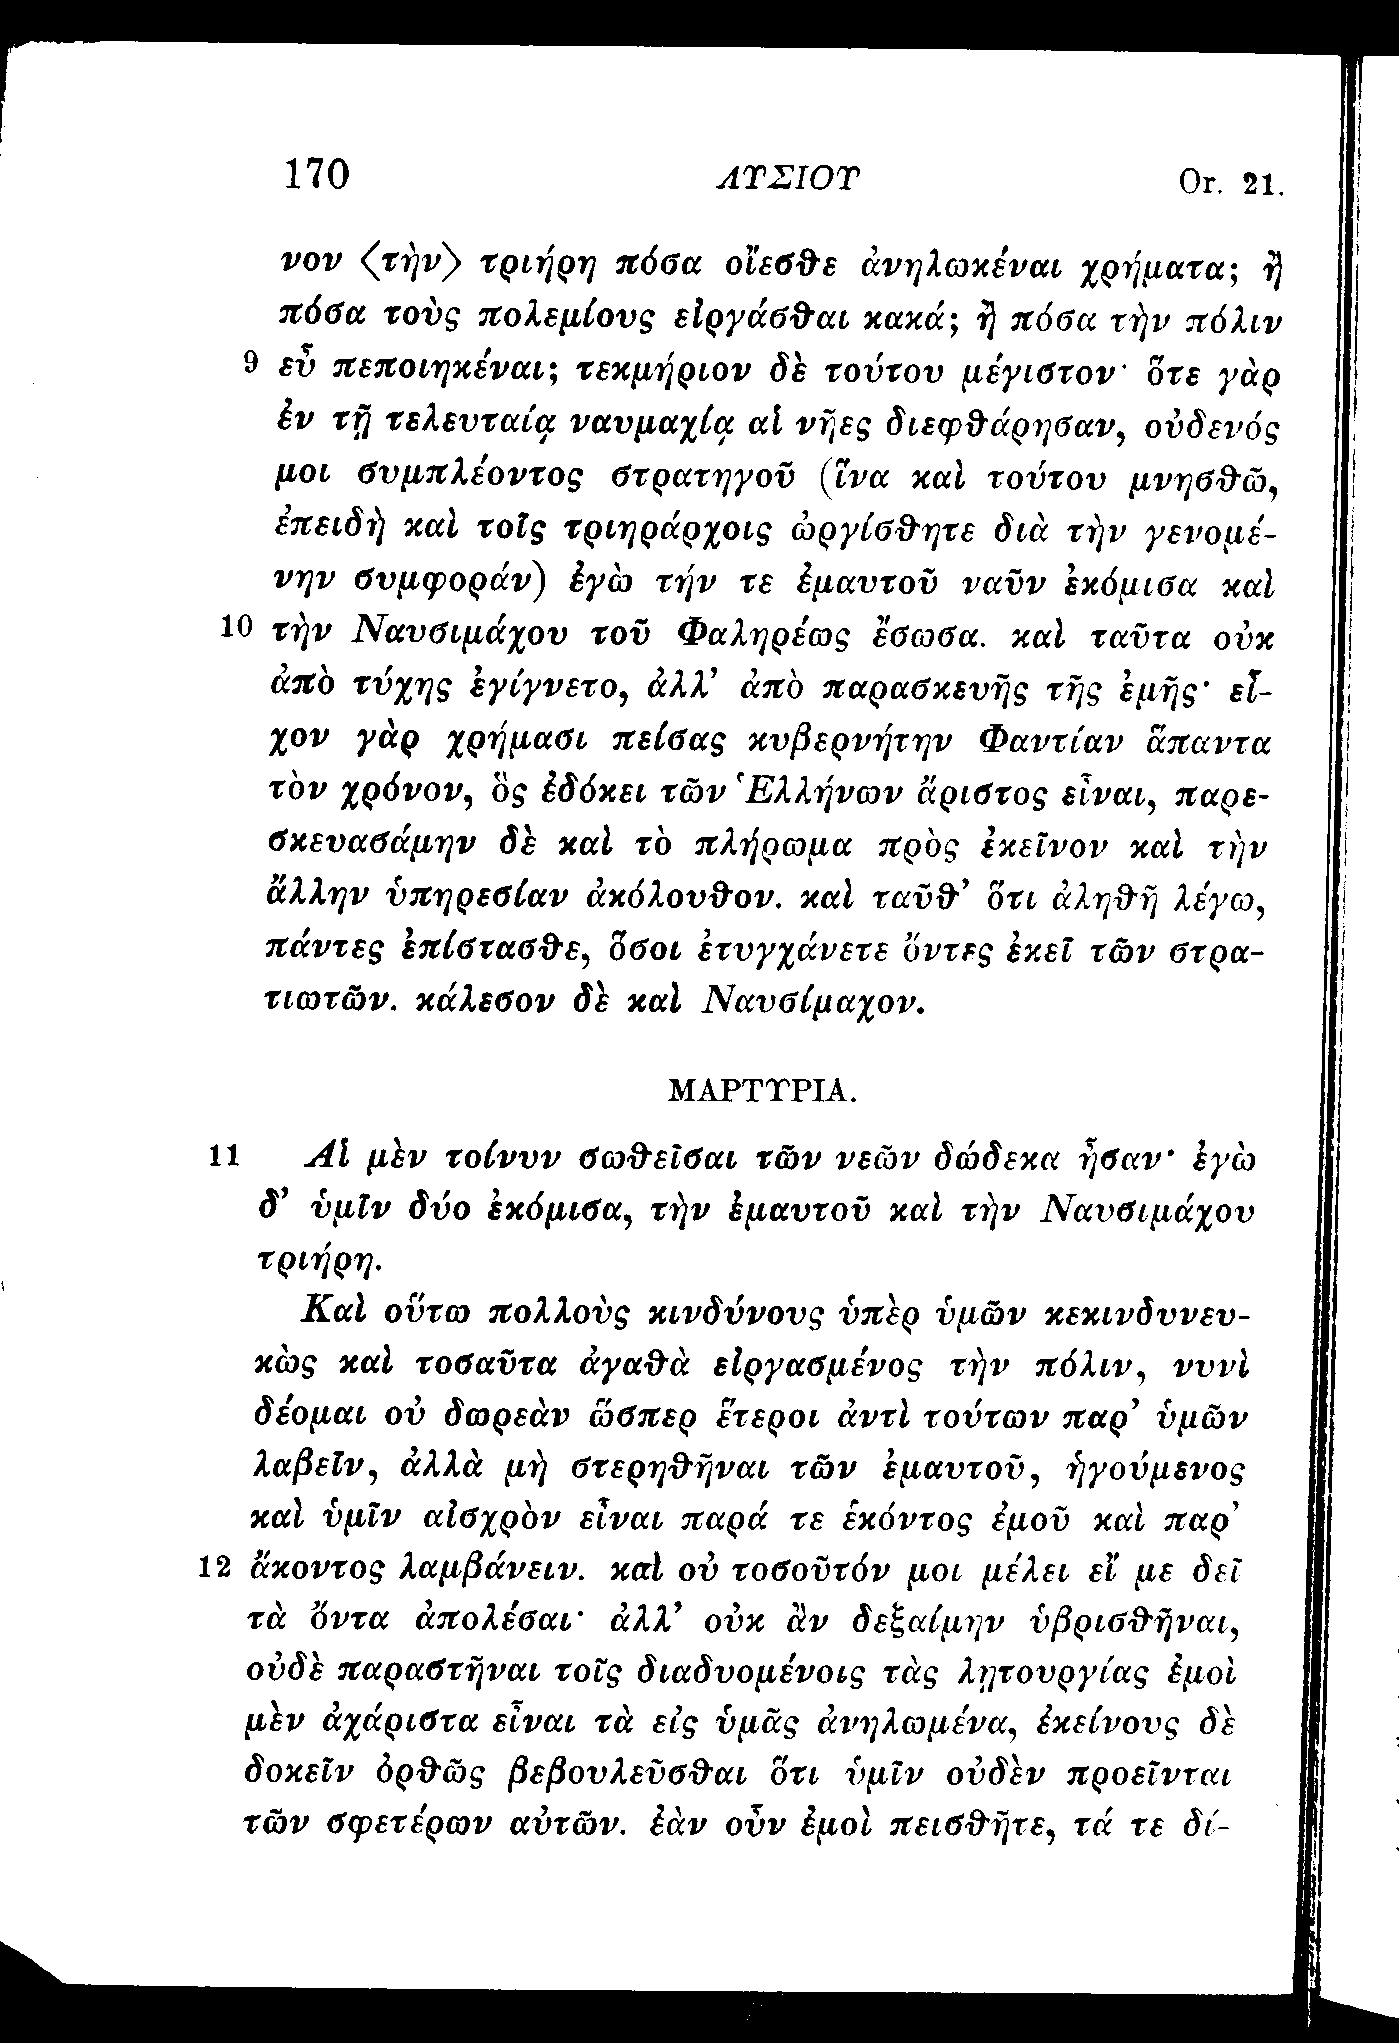 170 ΛΥΣΙΟΥ Or. 21.
νον 〈τὴν〉 τριήρη πόσα οἴεσθε ἀνηλωκέναι χρήματα; ἢ
πόσα τοὺς πολεμίους εἰργάσθαι κακά; ἢ πόσα τὴν πόλιν
9 εὖ πεποιηκέναι; τεκμήριον δὲ τούτου μέγιστον· ὅτε γὰρ
ἐν τῇ τελευταίᾳ ναυμαχίᾳ αἱ νῆες διεφθάρησαν, οὐδενός
μοι συμπλέοντος στρατηγοῦ (ἵνα καὶ τούτου μνησθῶ,
ἐπειδὴ καὶ τοῖς τριηράρχοις ὠργίσθητε διὰ τὴν γενομέ-
νην συμφοράν) ἐγὼ τήν τε ἐμαυτοῦ ναῦν ἐκόμισα καὶ
10 τὴν Ναυσιμάχου τοῦ Φαληρέως ἔσωσα. καὶ ταῦτα οὐκ
ἀπὸ τύχης ἐγίγνετο, ἀλλ’ ἀπὸ παρασκευῆς τῆς ἐμῆς· εἶ-
χον γὰρ χρήμασι πείσας κυβερνήτην Φαντίαν ἅπαντα
τὸν χρόνον, ὃς ἐδόκει τῶν Ἑλλήνων ἄριστος εἶναι, παρε-
σκευασάμην δὲ καὶ τὸ πλήρωμα πρὸς ἐκεῖνον καὶ τὴν
ἄλλην ὑπηρεσίαν ἀκόλουθον. καὶ ταῦθ’ ὅτι ἀληθῆ λέγω,
πάντες ἐπίστασθε, ὅσοι ἐτυγχάνετε ὄντες ἐκεῖ τῶν στρα-
τιωτῶν. κάλεσον δὲ καὶ Ναυσίμαχον.
ΜΑΡΤΥΡΙΑ.
11 Αἱ μὲν τοίνυν σωθεῖσαι τῶν νεῶν δώδεκα ἦσαν· ἐγὼ
δ’ ὑμῖν δύο ἐκόμισα, τὴν ἐμαυτοῦ καὶ τὴν Ναυσιμάχου
τριήρη.
Καὶ οὕτω πολλοὺς κινδύνους ὑπὲρ ὑμῶν κεκινδυνευ-
κὼς καὶ τοσαῦτα ἀγαθὰ εἰργασμένος τὴν πόλιν, νυνὶ
δέομαι οὐ δωρεὰν ὥσπερ ἕτεροι ἀντὶ τούτων παρ’ ὑμῶν
λαβεῖν, ἀλλὰ μὴ στερηθῆναι τῶν ἐμαυτοῦ, ἡγούμενος
καὶ ὑμῖν αἰσχρὸν εἶναι παρά τε ἑκόντος ἐμοῦ καὶ παρ’
12 ἄκοντος λαμβάνειν. καὶ οὐ τοσοῦτόν μοι μέλει εἴ με δεῖ
τὰ ὄντα ἀπολέσαι· ἀλλ’ οὐκ ἂν δεξαίμην ὑβρισθῆναι,
οὐδὲ παραστῆναι τοῖς διαδυομένοις τὰς λῃτουργίας ἐμοὶ
μὲν ἀχάριστα εἶναι τὰ εἰς ὑμᾶς ἀνηλωμένα, ἐκείνους δὲ
δοκεῖν ὀρθῶς βεβουλεῦσθαι ὅτι ὑμῖν οὐδὲν προεῖνται
τῶν σφετέρων αὐτῶν. ἐὰν οὖν ἐμοὶ πεισθῆτε, τά τε δί-